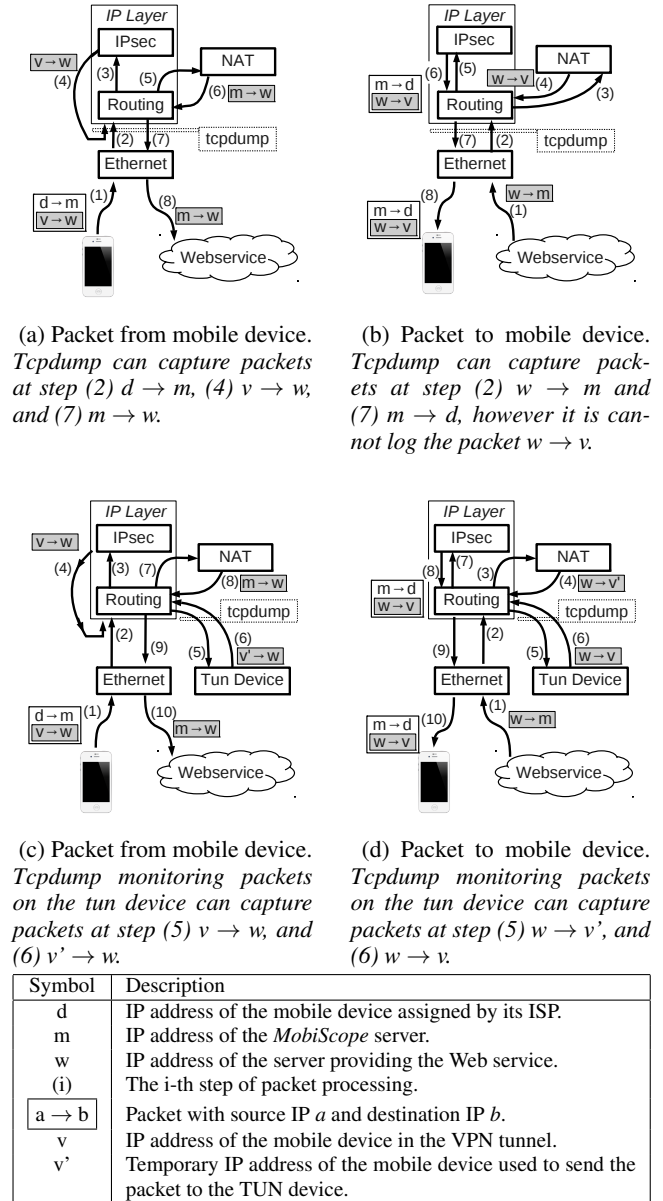 IP Layer
IPsec
v → w
(4)
(3)
(5)
NAT
(6)
m → w
Routing
(2)
(7)
tcpdump
Ethernet
(1)
d → m
v → w
(8)
m → w
Webservice
IP Layer
IPsec
(6)
(5)
NAT
w → v
(4)
(3)
m → d
w → v
Routing
tcpdump
(7)
(2)
Ethernet
(8)
m → d
w → v
w → m
(1)
Webservice
(a) Packet from mobile device.
Tcpdump can capture packets
at step (2) d → m, (4) v → w,
and (7) m → w.
(b) Packet to mobile device.
Tcpdump can capture pack-
ets at step (2) w → m and
(7) m → d, however it is can-
not log the packet w → v.
IP Layer
IPsec
v → w
(4)
(3)
(7)
NAT
(8)
m → w
Routing
tcpdump
(2)
(9)
(5)
(6)
v' → w
Ethernet
Tun Device
(1)
d → m
v → w
(10)
m → w
Webservice
IP Layer
IPsec
(8)
(7)
(3)
NAT
(4)
w → v'
m → d
w → v
Routing
tcpdump
(9)
(2)
(5)
(6)
w → v
Ethernet
Tun Device
(10)
m → d
w → v
(1)
w → m
Webservice
(c) Packet from mobile device.
Tcpdump monitoring packets
on the tun device can capture
packets at step (5) v → w, and
(6) v’ → w.
(d) Packet to mobile device.
Tcpdump monitoring packets
on the tun device can capture
packets at step (5) w → v’, and
(6) w → v.
Symbol Description
d IP address of the mobile device assigned by its ISP.
m IP address of the MobiScope server.
w IP address of the server providing the Web service.
(i) The i-th step of packet processing.
a → b Packet with source IP a and destination IP b.
v IP address of the mobile device in the VPN tunnel.
v’ Temporary IP address of the mobile device used to send the
packet to the TUN device.